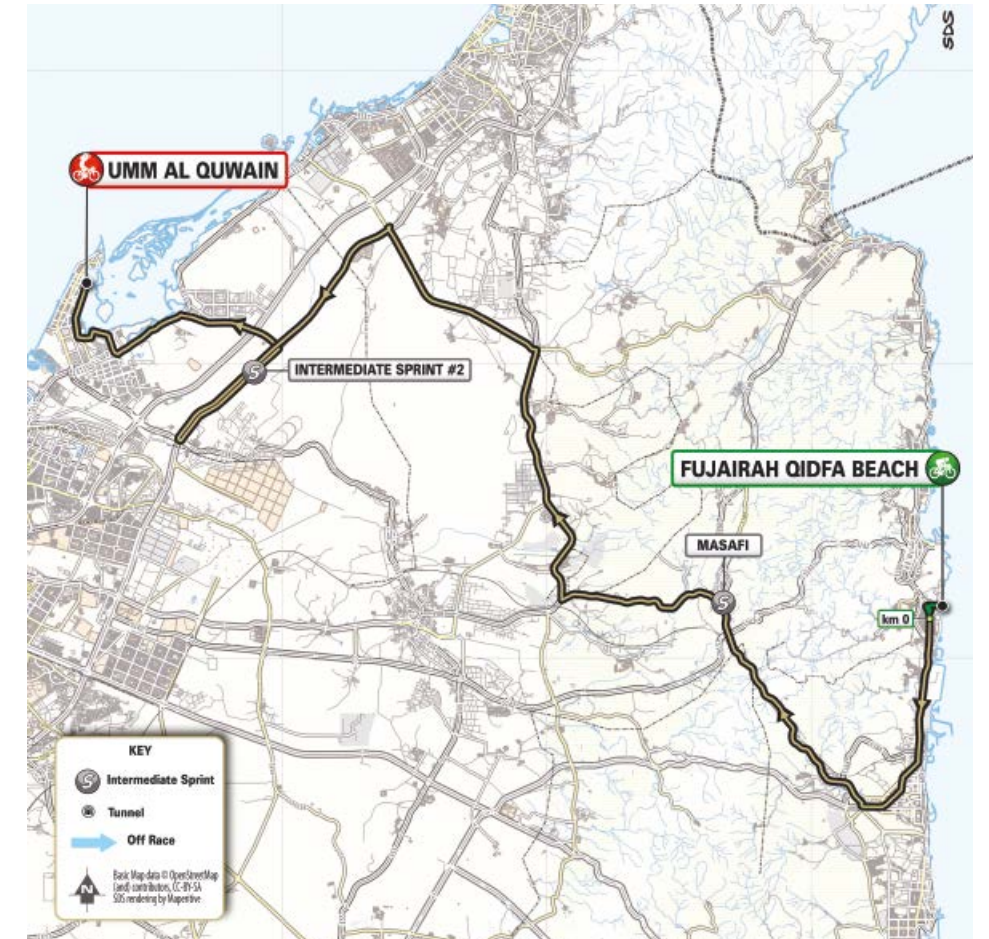 SDS
UMM AL QUWAIN
S
INTERMEDIATE SPRINT #2
FUJAIRAH QIDFA BEACH
MASAFI
S
km 0
KEY
S Intermediate Sprint
Tunnel
Off Race
N
Basic Map data © OpenStreetMap
(and) contributors, CC-BY-SA
SDS rendering by Maperitive